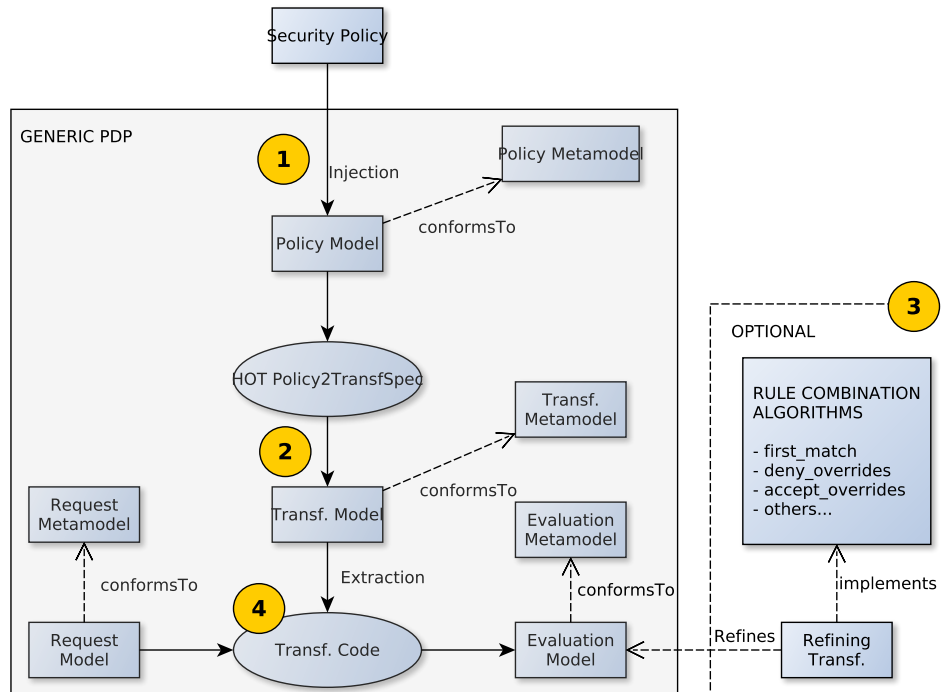 Security Policy
GENERIC PDP
1
Policy Metamodel
Injection
conformsTo
Policy Model
3
OPTIONAL
HOT Policy2TransfSpec
RULE COMBINATION
ALGORITHMS
- first_match
- deny_overrides
- accept_overrides
- others...
Transf.
Metamodel
2
conformsTo
Request
Metamodel
Transf. Model
Evaluation
Metamodel
conformsTo
Extraction
conformsTo
implements
4
Request
Model
Transf. Code
Evaluation
Model
Refines
Refining
Transf.